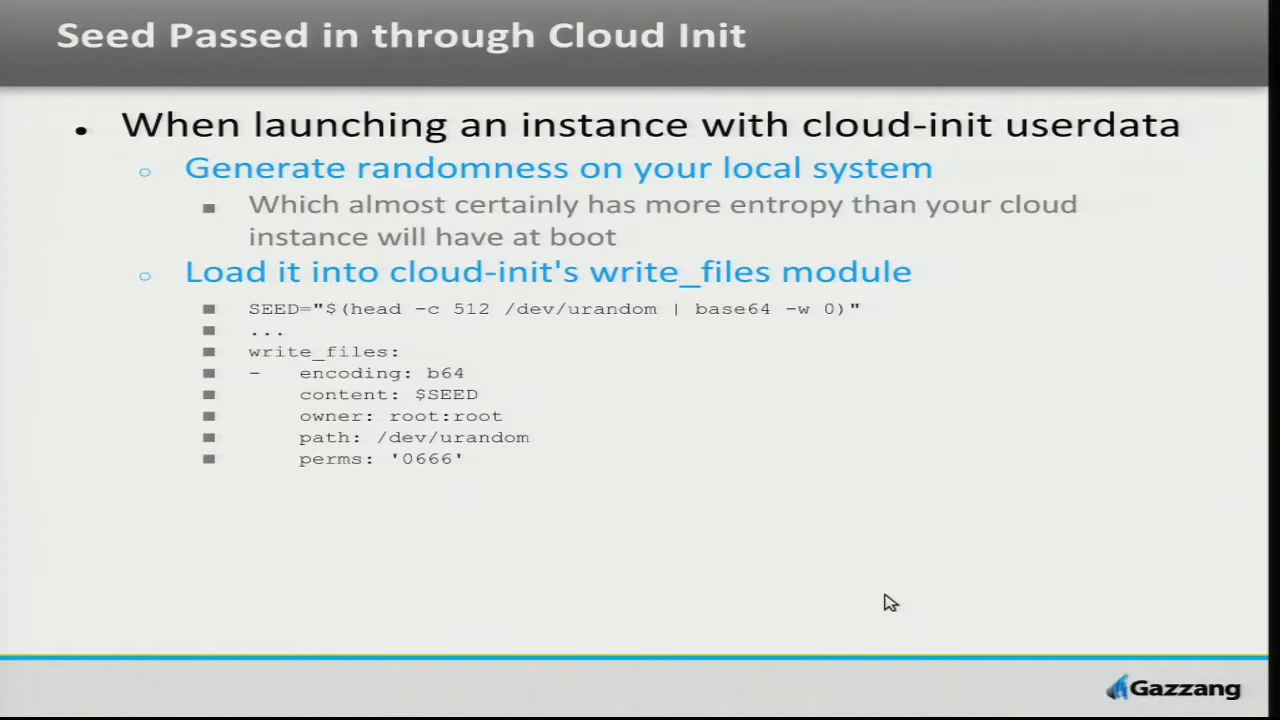 Seed Passed in through Cloud Init
• When launching an instance with cloud-init userdata
○ Generate randomness on your local system
■ Which almost certainly has more entropy than your cloud
instance will have at boot
○ Load it into cloud-init's write_files module
■ SEED="$(head -c 512 /dev/urandom | base64 -w 0)"
■ ...
■ write_files:
■ - encoding: b64
■ content: $SEED
■ owner: root:root
■ path: /dev/urandom
■ perms: '0666'
Gazzang